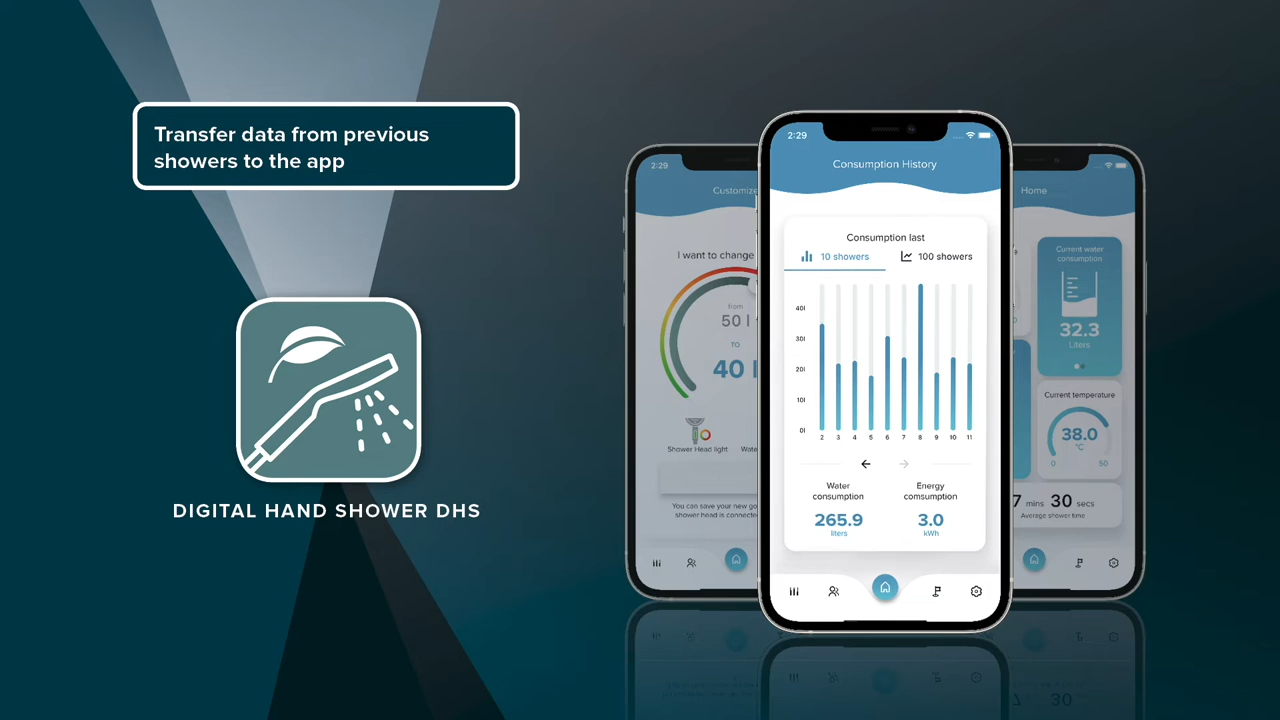 Transfer data from previous
showers to the app
DIGITAL HAND SHOWER DHS
2:29
Customize
I want to change
from
50 l
TO
40 l
Shower Head light
You can save your new
shower head is
2:29
Consumption History
Consumption last
10 showers
100 showers
40l
30l
20l
10l
0l
2 3 4 5 6 7 8 9 10 11
Water
consumption
265.9
liters
Energy
consumption
3.0
kWh
Home
Current water
consumption
32.3
Liters
Current temperature
38.0
°C
0 50
7 mins 30 secs
Average shower time